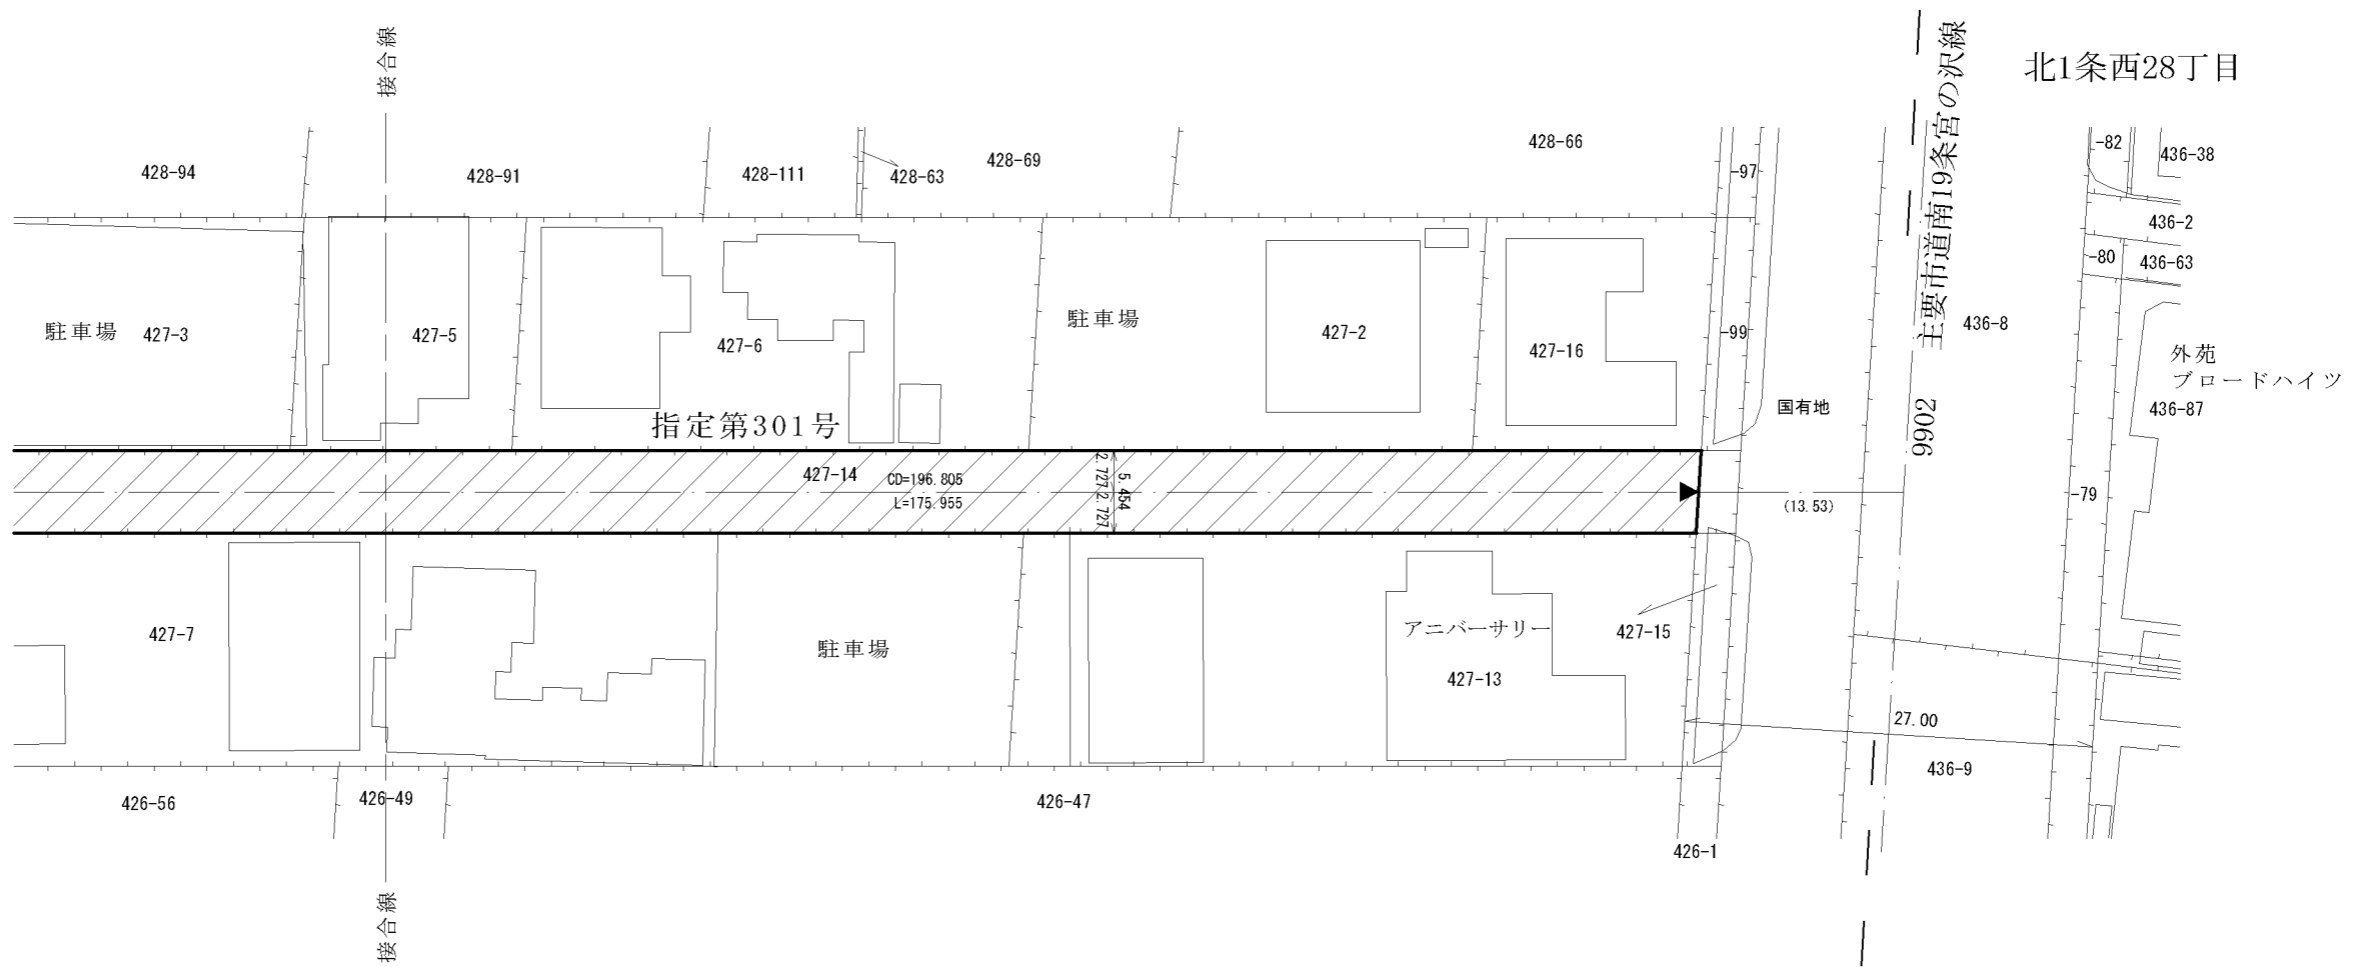 接合線
北1条西28丁目
主要市道南19条宮の沢線
9902
428-94
428-91
428-111
428-63
428-69
428-66
-97
-82
436-38
436-2
-80
436-63
駐車場
427-3
427-5
427-6
駐車場
427-2
427-16
-99
436-8
外苑
ブロードハイツ
436-87
国有地
指定第301号
427-14
CD=196.805
L=175.955
2.727
2.727
5.454
(13.53)
-79
427-7
駐車場
アニバーサリー
427-13
427-15
27.00
436-9
426-56
426-49
426-47
426-1
接合線